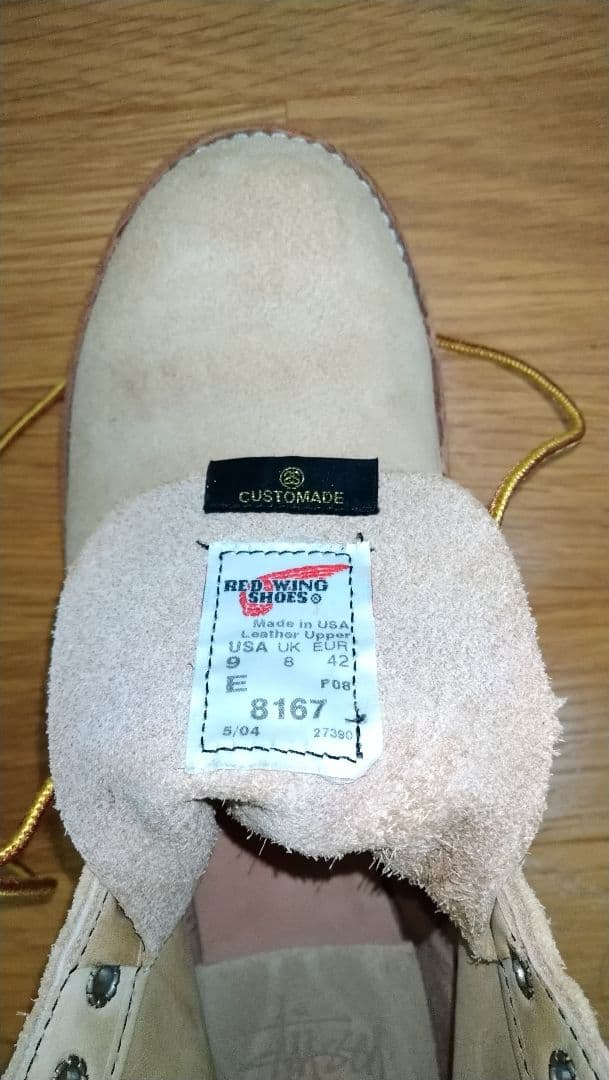 CUSTOMADE
RED WING
SHOES®
Made in USA
Leather Upper
USA UK EUR
9 8 42
E F08
8167
5/04 27390
Stüssy